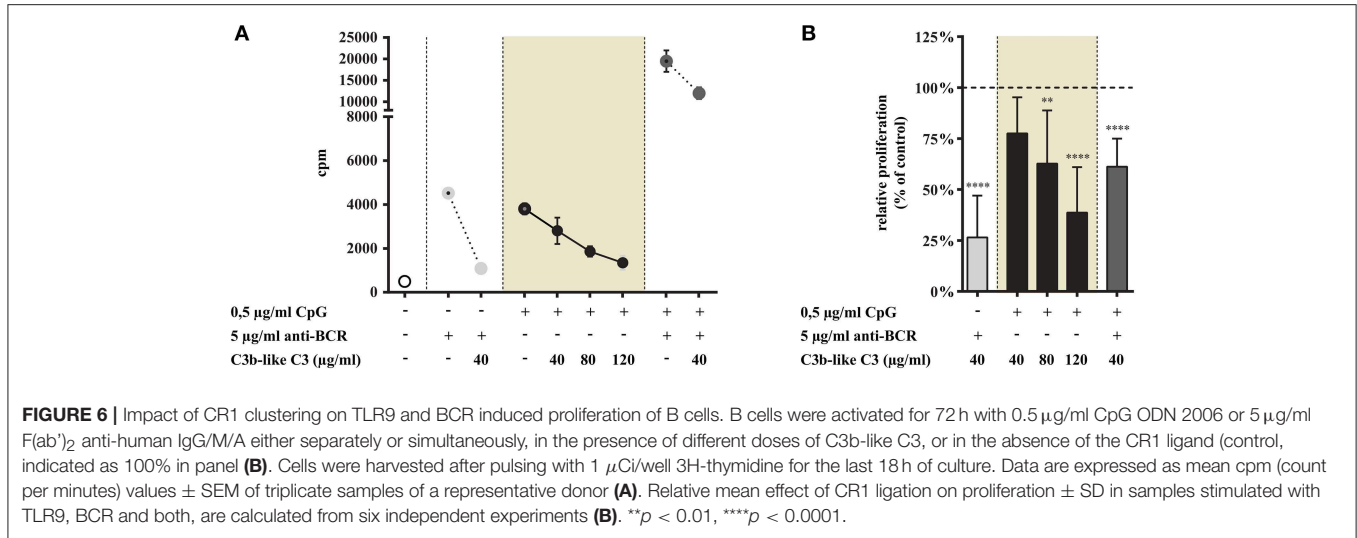 A
25000
20000
15000
10000
8000
6000
4000
2000
0
cpm
0,5 µg/ml CpG - - - + + + + + +
5 µg/ml anti-BCR - + + - - - - + +
C3b-like C3 (µg/ml) - - 40 - 40 80 120 - 40
B
125%
100%
75%
50%
25%
0%
relative proliferation
(% of control)
****
**
****
****
0,5 µg/ml CpG - + + + +
5 µg/ml anti-BCR + - - - +
C3b-like C3 (µg/ml) 40 40 80 120 40
FIGURE 6 | Impact of CR1 clustering on TLR9 and BCR induced proliferation of B cells. B cells were activated for 72 h with 0.5 µg/ml CpG ODN 2006 or 5 µg/ml
F(ab')₂ anti-human IgG/M/A either separately or simultaneously, in the presence of different doses of C3b-like C3, or in the absence of the CR1 ligand (control,
indicated as 100% in panel (B). Cells were harvested after pulsing with 1 µCi/well 3H-thymidine for the last 18 h of culture. Data are expressed as mean cpm (count
per minutes) values ± SEM of triplicate samples of a representative donor (A). Relative mean effect of CR1 ligation on proliferation ± SD in samples stimulated with
TLR9, BCR and both, are calculated from six independent experiments (B). **p < 0.01, ****p < 0.0001.